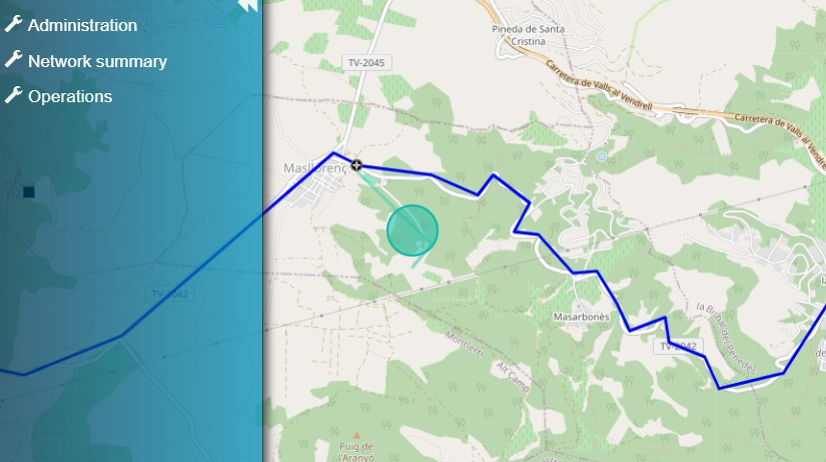 Administration
Network summary
Operations
Pineda de Santa
Cristina
TV-2045
Carretera de Valls al Vendrell
Carretera de Valls al Vendrell
Masllorenç
TV-2042
Masarbonès
la Bisbal del Penedès
TV-2042
Montferri
Alt Camp
Puig de
l'Aranyó